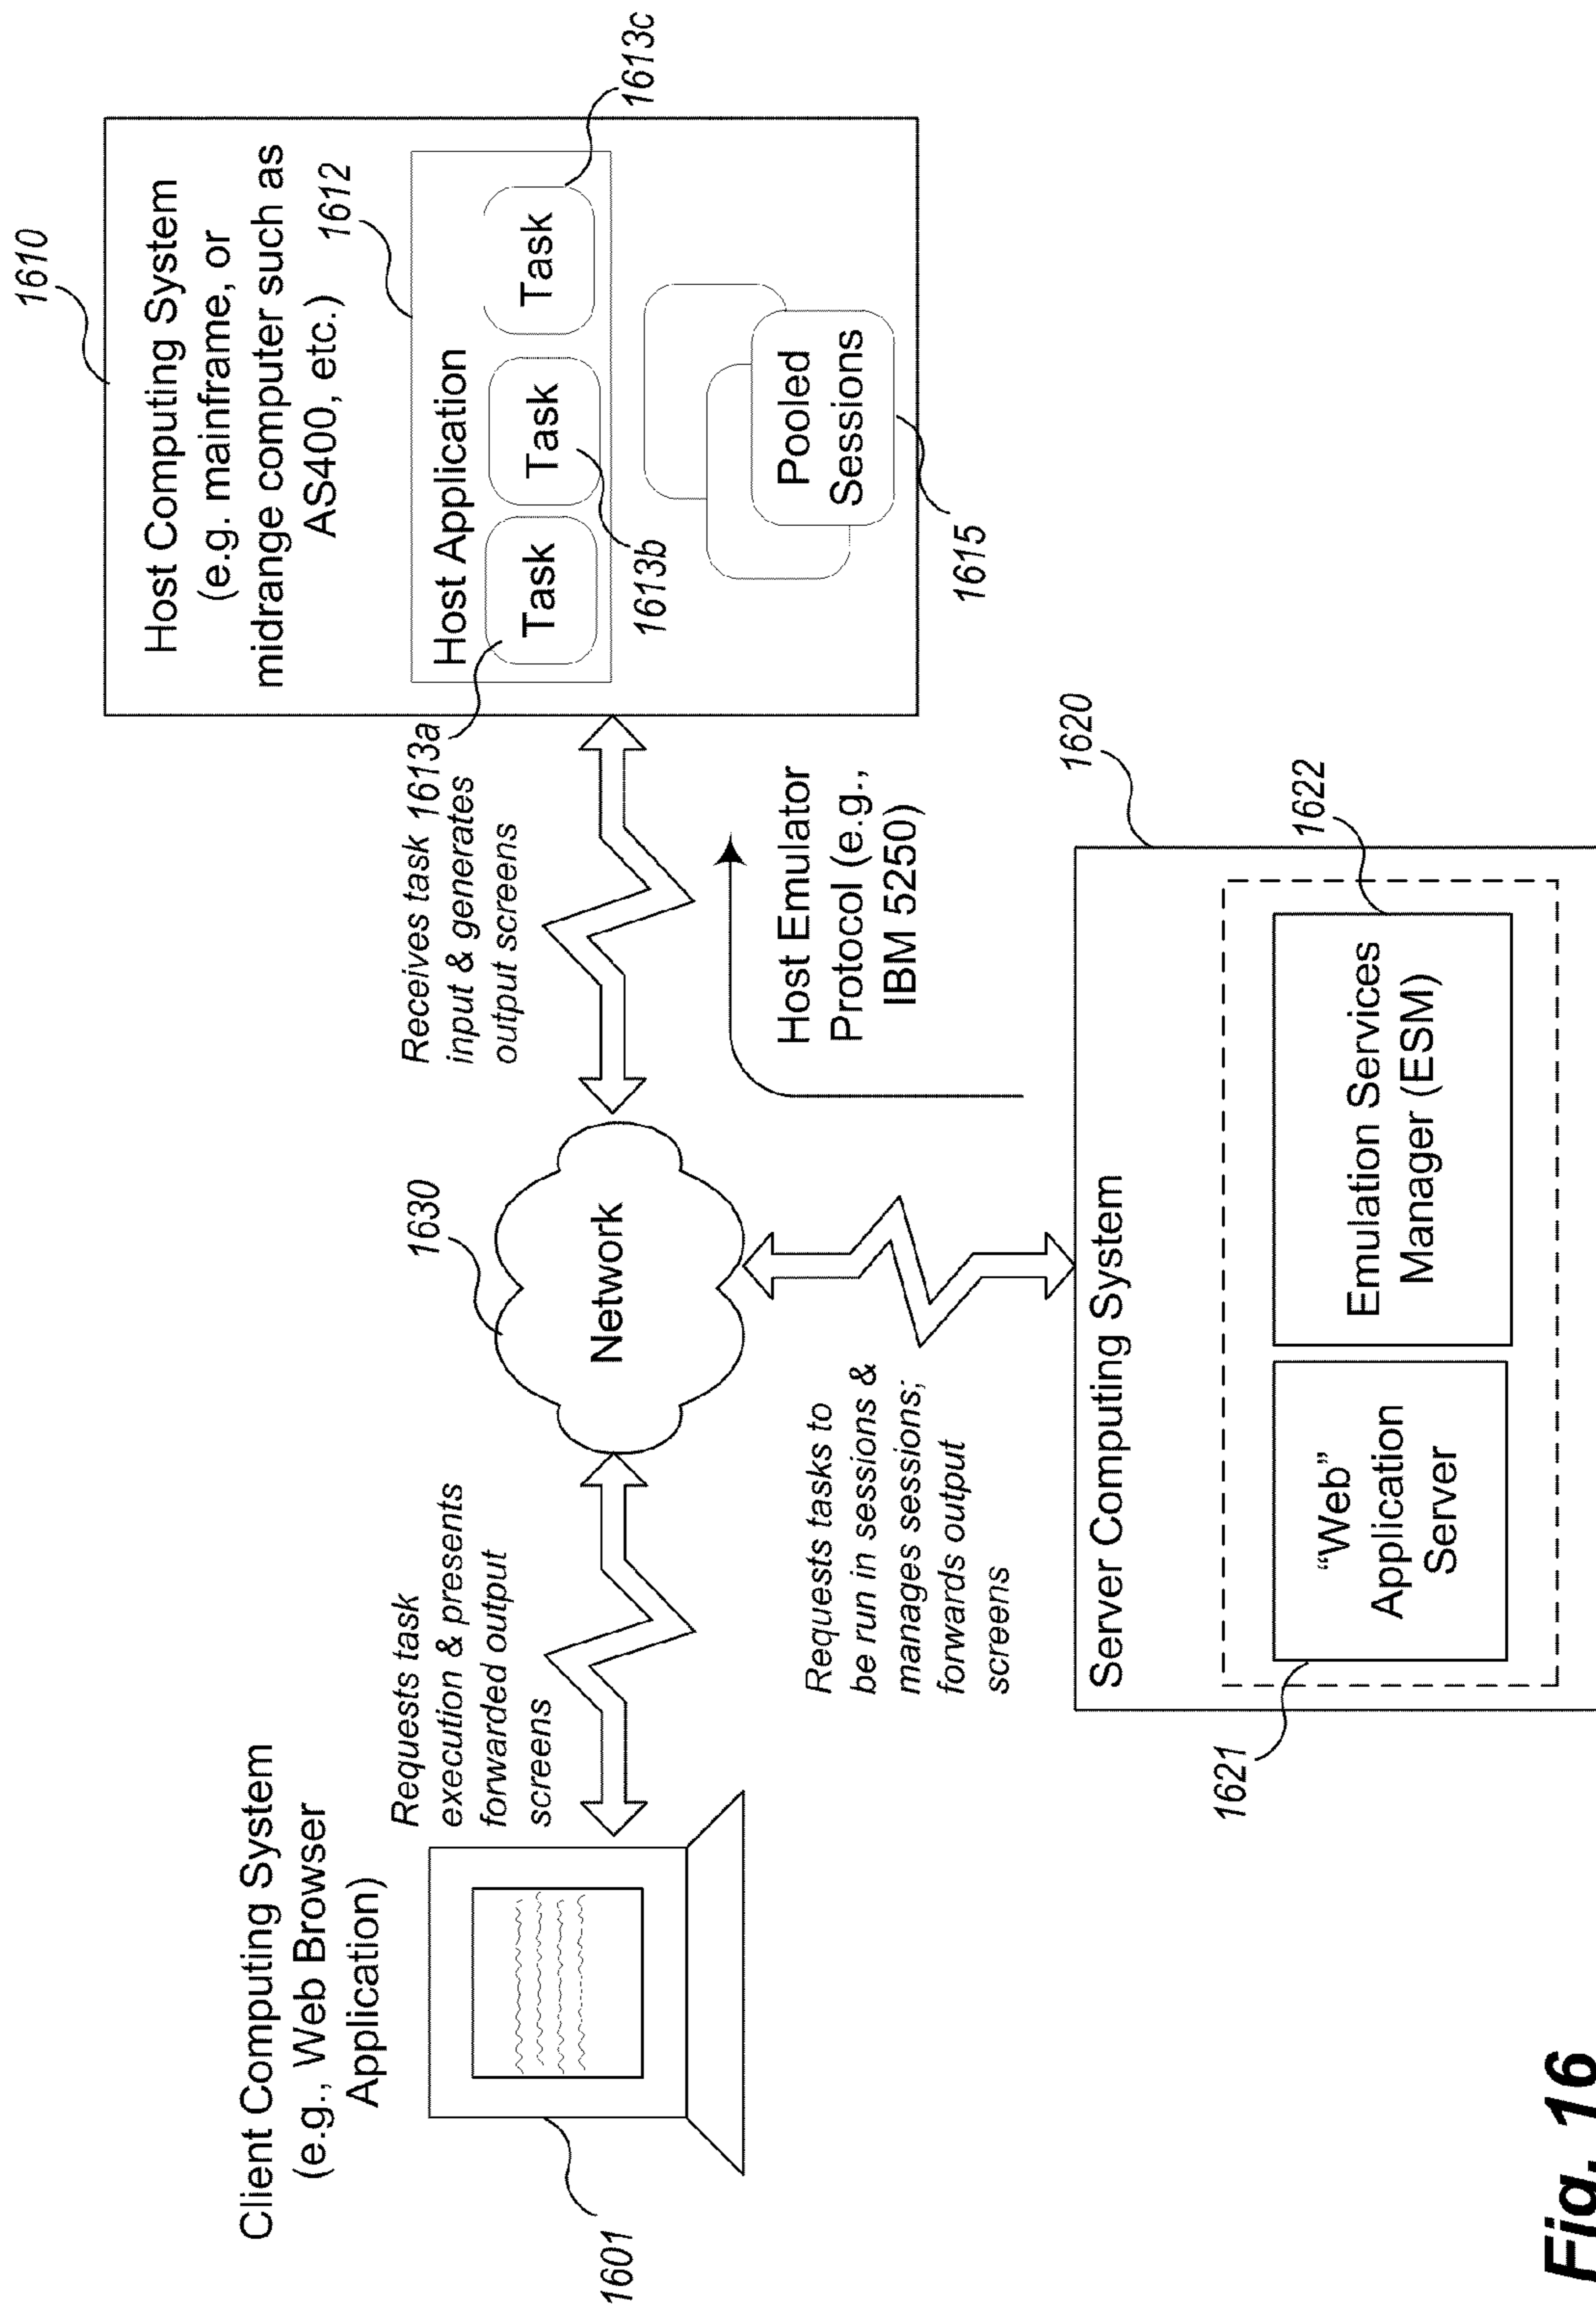 1610
Host Computing System
(e.g. mainframe, or
midrange computer such as
AS400, etc.)
1612
Host Application
Task
Task
Task
1613c
1613b
Pooled
Sessions
1615
Client Computing System
(e.g., Web Browser
Application)
1601
Requests task
execution & presents
forwarded output
screens
1630
Network
Receives task 1613a
input & generates
output screens
Host Emulator
Protocol (e.g.,
IBM 5250)
Requests tasks to
be run in sessions &
manages sessions;
forwards output
screens
1620
Server Computing System
1621
"Web"
Application
Server
Emulation Services
Manager (ESM)
1622
Fig. 16